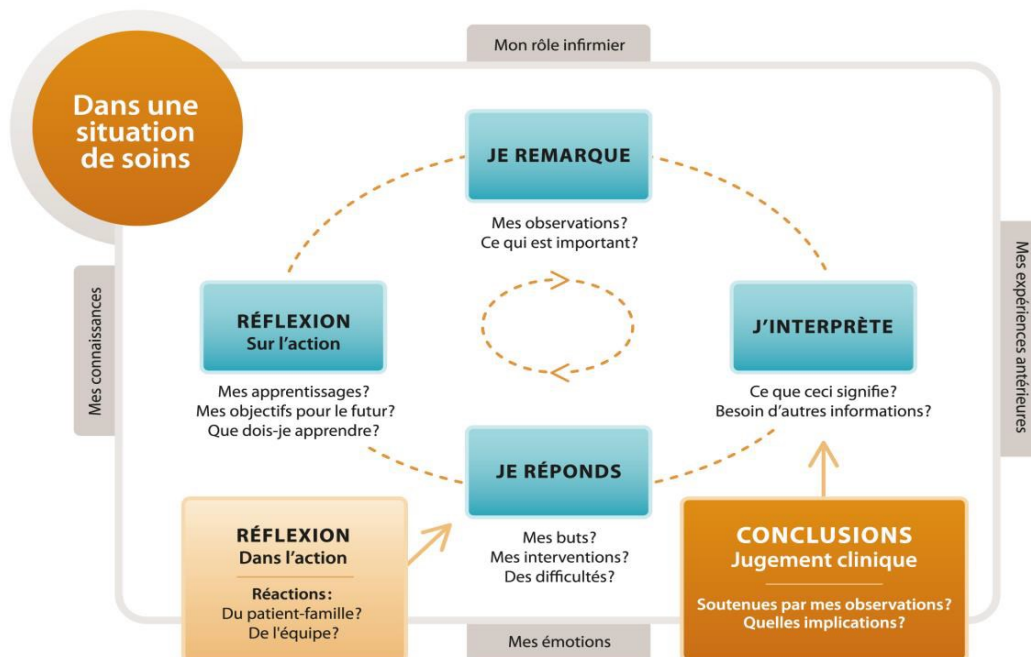 Mon rôle infirmier
Dans une
situation
de soins
JE REMARQUE
Mes observations?
Ce qui est important?
Mes connaissances
RÉFLEXION
Sur l'action
Mes apprentissages?
Mes objectifs pour le futur?
Que dois-je apprendre?
J'INTERPRÈTE
Ce que ceci signifie?
Besoin d'autres informations?
Mes expériences antérieures
JE RÉPONDS
Mes buts?
Mes interventions?
Des difficultés?
RÉFLEXION
Dans l'action
Réactions:
Du patient-famille?
De l'équipe?
CONCLUSIONS
Jugement clinique
Soutenues par mes observations?
Quelles implications?
Mes émotions